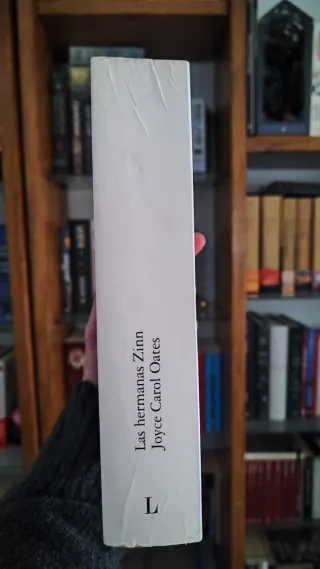 Las hermanas Zinn
Joyce Carol Oates
L